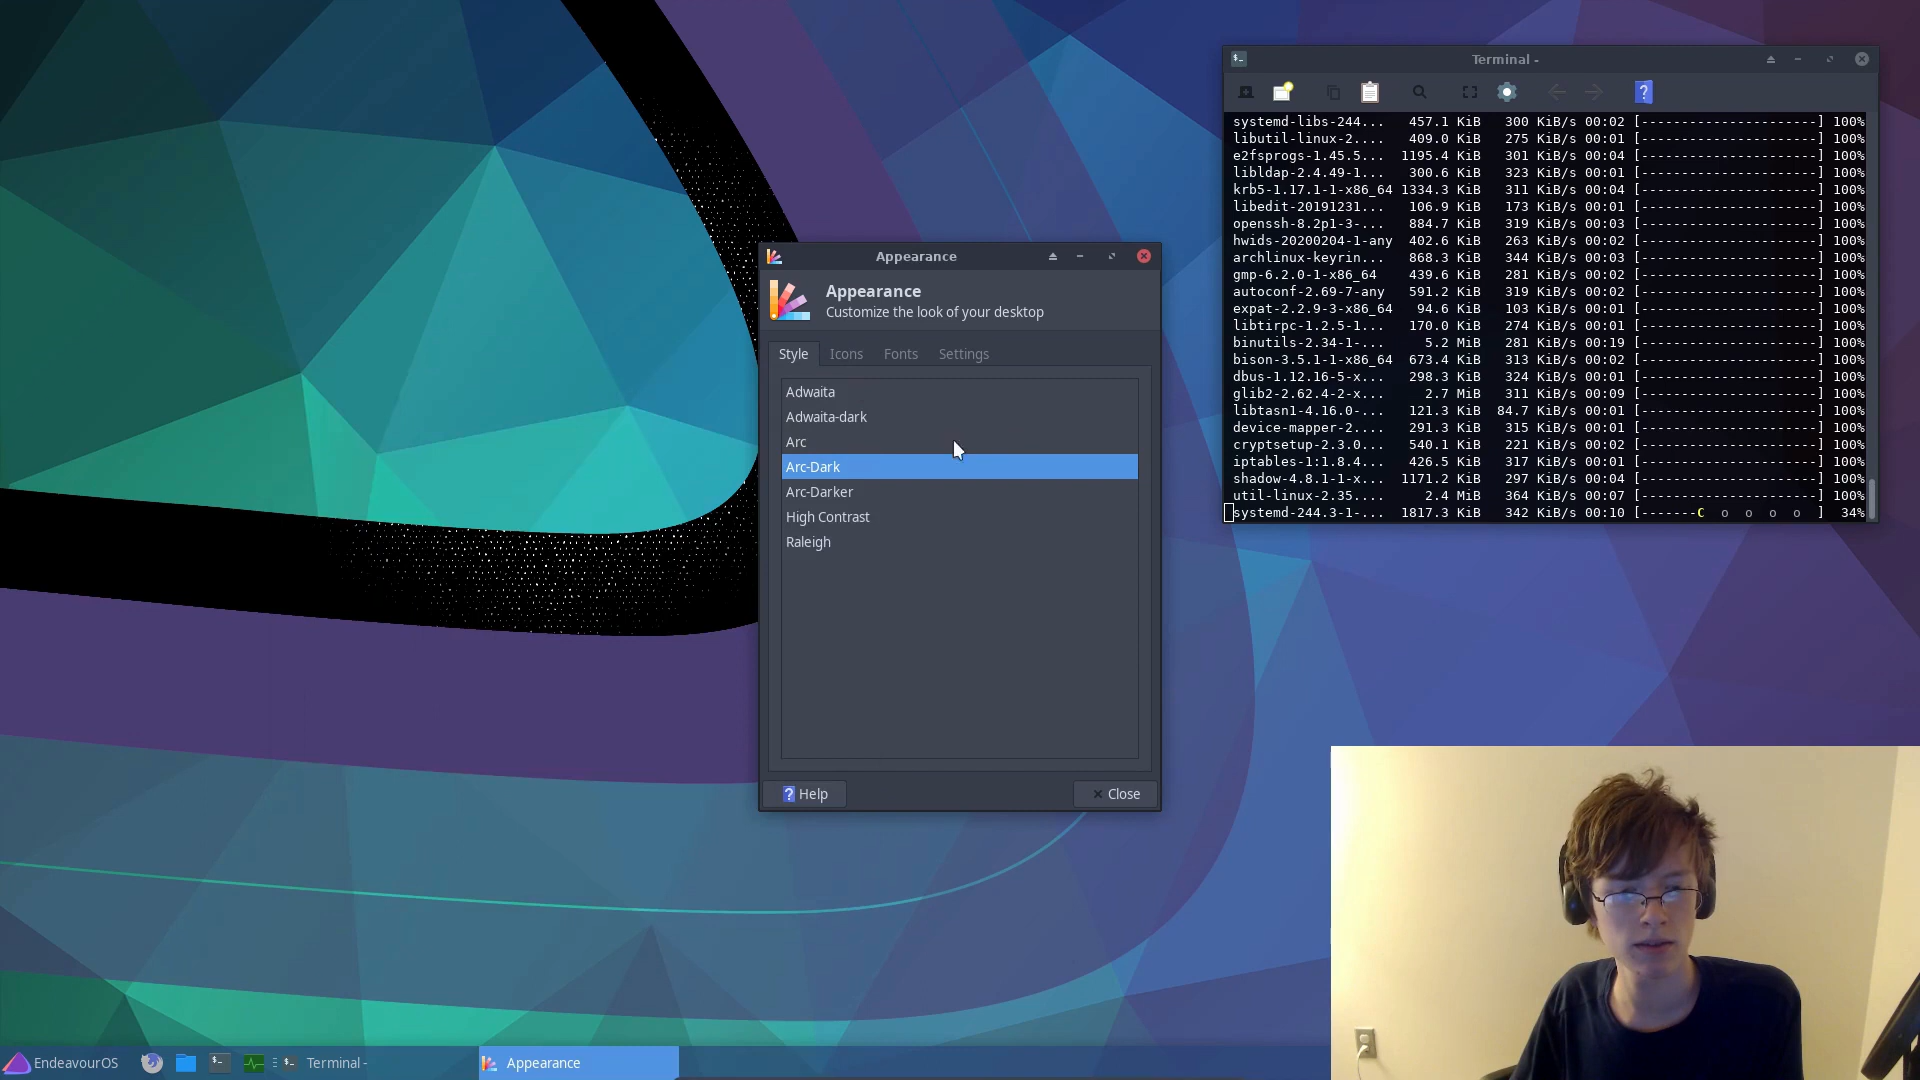 Terminal -
systemd-libs-244... 457.1 KiB 300 KiB/s 00:02 [----------------------] 100%
libutil-linux-2.... 409.0 KiB 275 KiB/s 00:01 [----------------------] 100%
e2fsprogs-1.45.5... 1195.4 KiB 301 KiB/s 00:04 [----------------------] 100%
libldap-2.4.49-1... 300.6 KiB 323 KiB/s 00:01 [----------------------] 100%
krb5-1.17.1-1-x86_64 1334.3 KiB 311 KiB/s 00:04 [----------------------] 100%
libedit-20191231... 106.9 KiB 173 KiB/s 00:01 [----------------------] 100%
openssh-8.2p1-3-... 884.7 KiB 319 KiB/s 00:03 [----------------------] 100%
hwids-20200204-1-any 402.6 KiB 263 KiB/s 00:02 [----------------------] 100%
archlinux-keyrin... 868.3 KiB 344 KiB/s 00:03 [----------------------] 100%
gmp-6.2.0-1-x86_64 439.6 KiB 281 KiB/s 00:02 [----------------------] 100%
autoconf-2.69-7-any 591.2 KiB 319 KiB/s 00:02 [----------------------] 100%
expat-2.2.9-3-x86_64 94.6 KiB 103 KiB/s 00:01 [----------------------] 100%
libtirpc-1.2.5-1... 170.0 KiB 274 KiB/s 00:01 [----------------------] 100%
binutils-2.34-1-... 5.2 MiB 281 KiB/s 00:19 [----------------------] 100%
bison-3.5.1-1-x86_64 673.4 KiB 313 KiB/s 00:02 [----------------------] 100%
dbus-1.12.16-5-x... 298.3 KiB 324 KiB/s 00:01 [----------------------] 100%
glib2-2.62.4-2-x... 2.7 MiB 311 KiB/s 00:09 [----------------------] 100%
libtasn1-4.16.0-... 121.3 KiB 84.7 KiB/s 00:01 [----------------------] 100%
device-mapper-2.... 291.3 KiB 315 KiB/s 00:01 [----------------------] 100%
cryptsetup-2.3.0... 540.1 KiB 221 KiB/s 00:02 [----------------------] 100%
iptables-1:1.8.4... 426.5 KiB 317 KiB/s 00:01 [----------------------] 100%
shadow-4.8.1-1-x... 1171.2 KiB 297 KiB/s 00:04 [----------------------] 100%
util-linux-2.35.... 2.4 MiB 364 KiB/s 00:07 [----------------------] 100%
systemd-244.3-1-... 1817.3 KiB 342 KiB/s 00:10 [-------C o o o o ] 34%
Appearance
Appearance
Customize the look of your desktop
Style Icons Fonts Settings
Adwaita
Adwaita-dark
Arc
Arc-Dark
Arc-Darker
High Contrast
Raleigh
? Help
× Close
EndeavourOS
Terminal -
Appearance